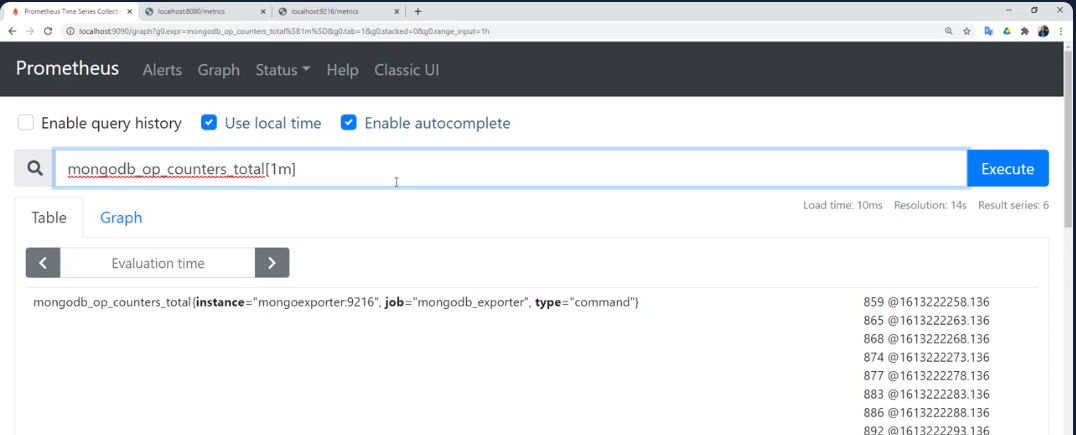 Prometheus Time Series Collectio
localhost:8080/metrics
localhost:9216/metrics
localhost:9090/graph?g0.expr=mongodb_op_counters_total%5B1m%5D&g0.tab=1&g0.stacked=0&g0.range_input=1h
Prometheus Alerts Graph Status Help Classic UI
Enable query history Use local time Enable autocomplete
mongodb_op_counters_total[1m] Execute
Load time: 10ms Resolution: 14s Result series: 6
Table Graph
Evaluation time
mongodb_op_counters_total{instance="mongoexporter:9216", job="mongodb_exporter", type="command"} 859 @1613222258.136
865 @1613222263.136
868 @1613222268.136
874 @1613222273.136
877 @1613222278.136
883 @1613222283.136
886 @1613222288.136
892 @1613222293.136